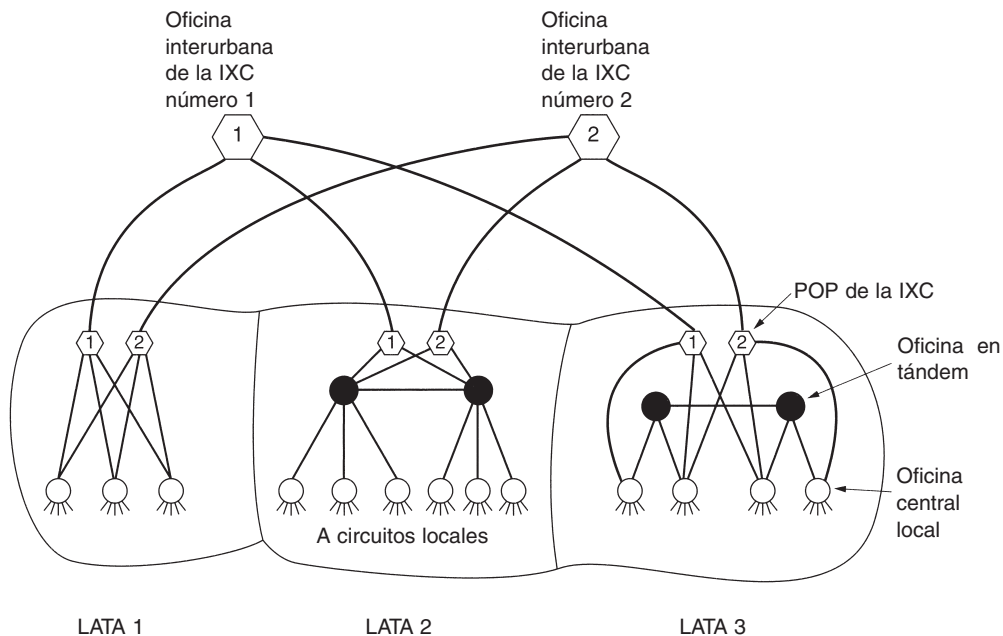 Oficina
interurbana
de la IXC
número 1
Oficina
interurbana
de la IXC
número 2
1
2
POP de la IXC
1
2
1
2
1
2
Oficina en
tándem
Oficina
central
local
A circuitos locales
LATA 1
LATA 2
LATA 3